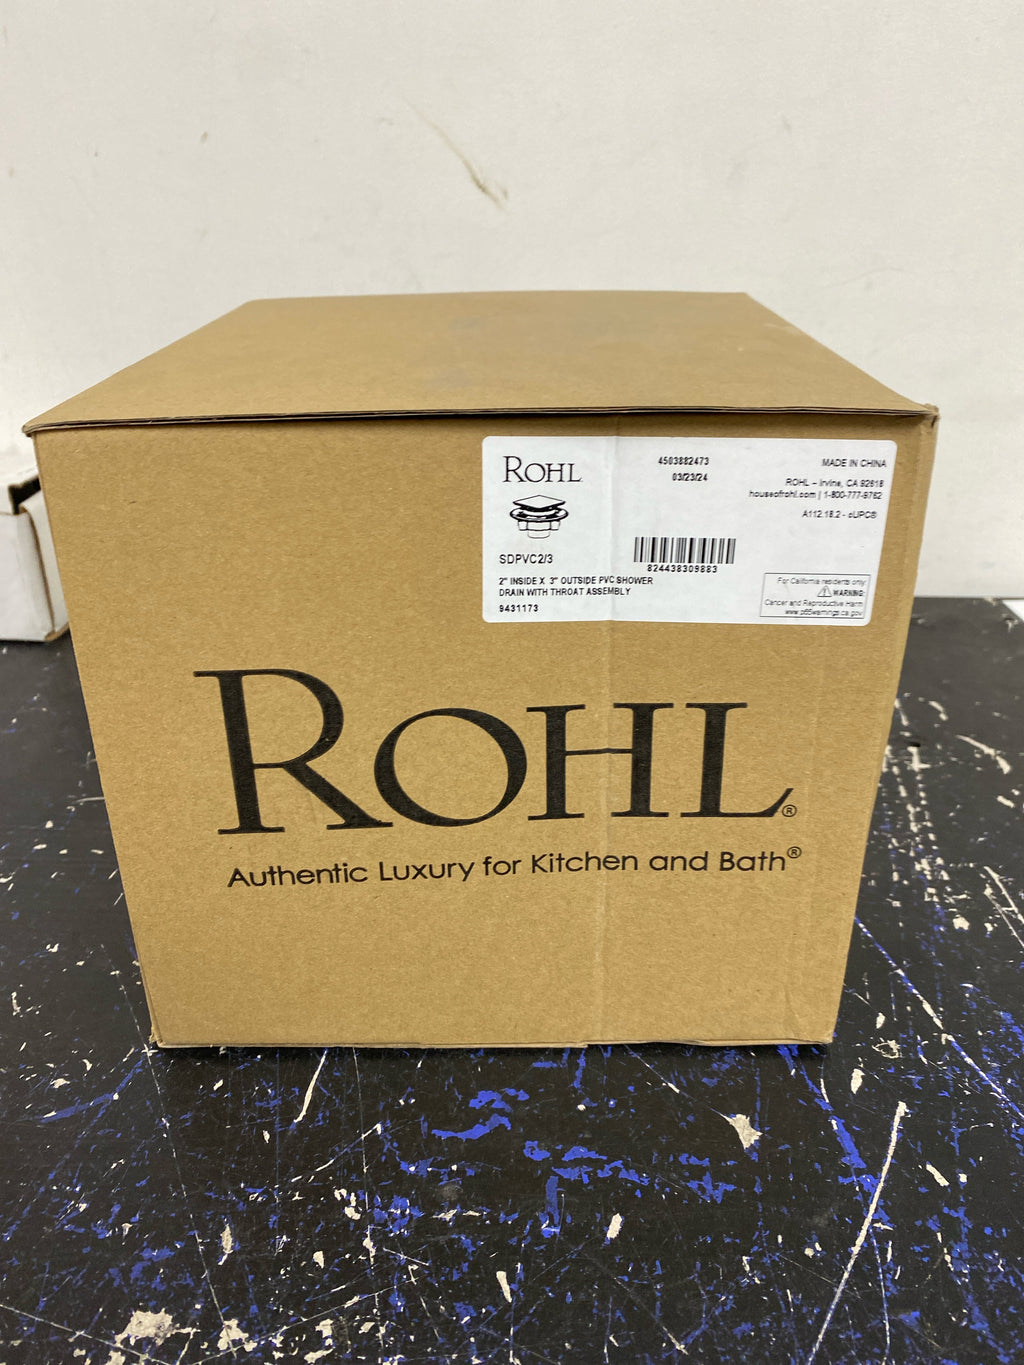 ROHL
4503882473
03/23/24
MADE IN CHINA
ROHL – Irvine, CA 92618
houseofrohl.com | 1-800-777-9762
A112.18.2 - cUPC®
SDPVC2/3
824438309883
2" INSIDE X 3" OUTSIDE PVC SHOWER
DRAIN WITH THROAT ASSEMBLY
9431173
For California residents only
WARNING:
Cancer and Reproductive Harm
www.p65warnings.ca.gov
ROHL®
Authentic Luxury for Kitchen and Bath®